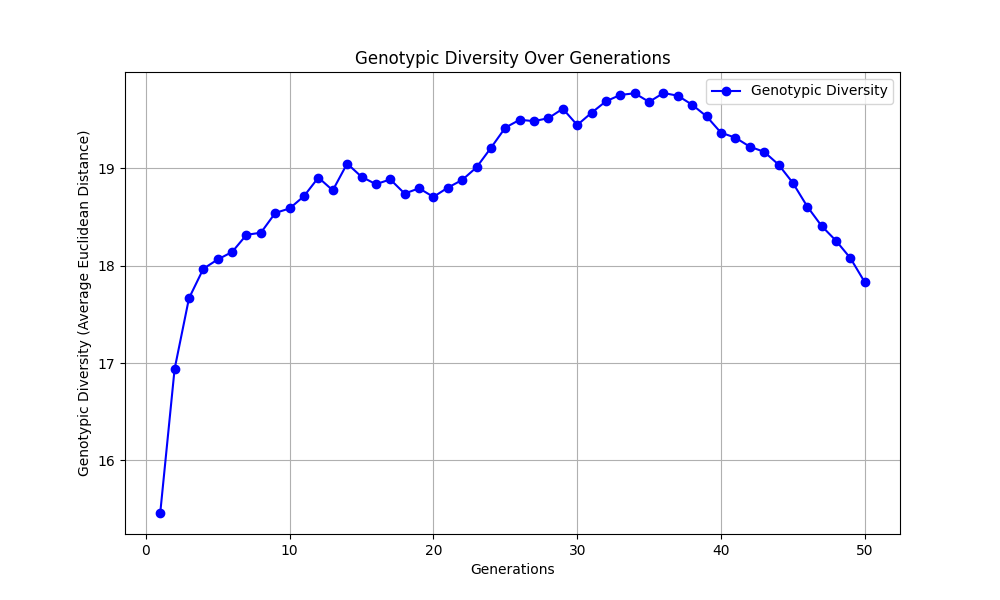 Genotypic Diversity Over Generations
Genotypic Diversity
Genotypic Diversity (Average Euclidean Distance)
19
18
17
16
0 10 20 30 40 50
Generations